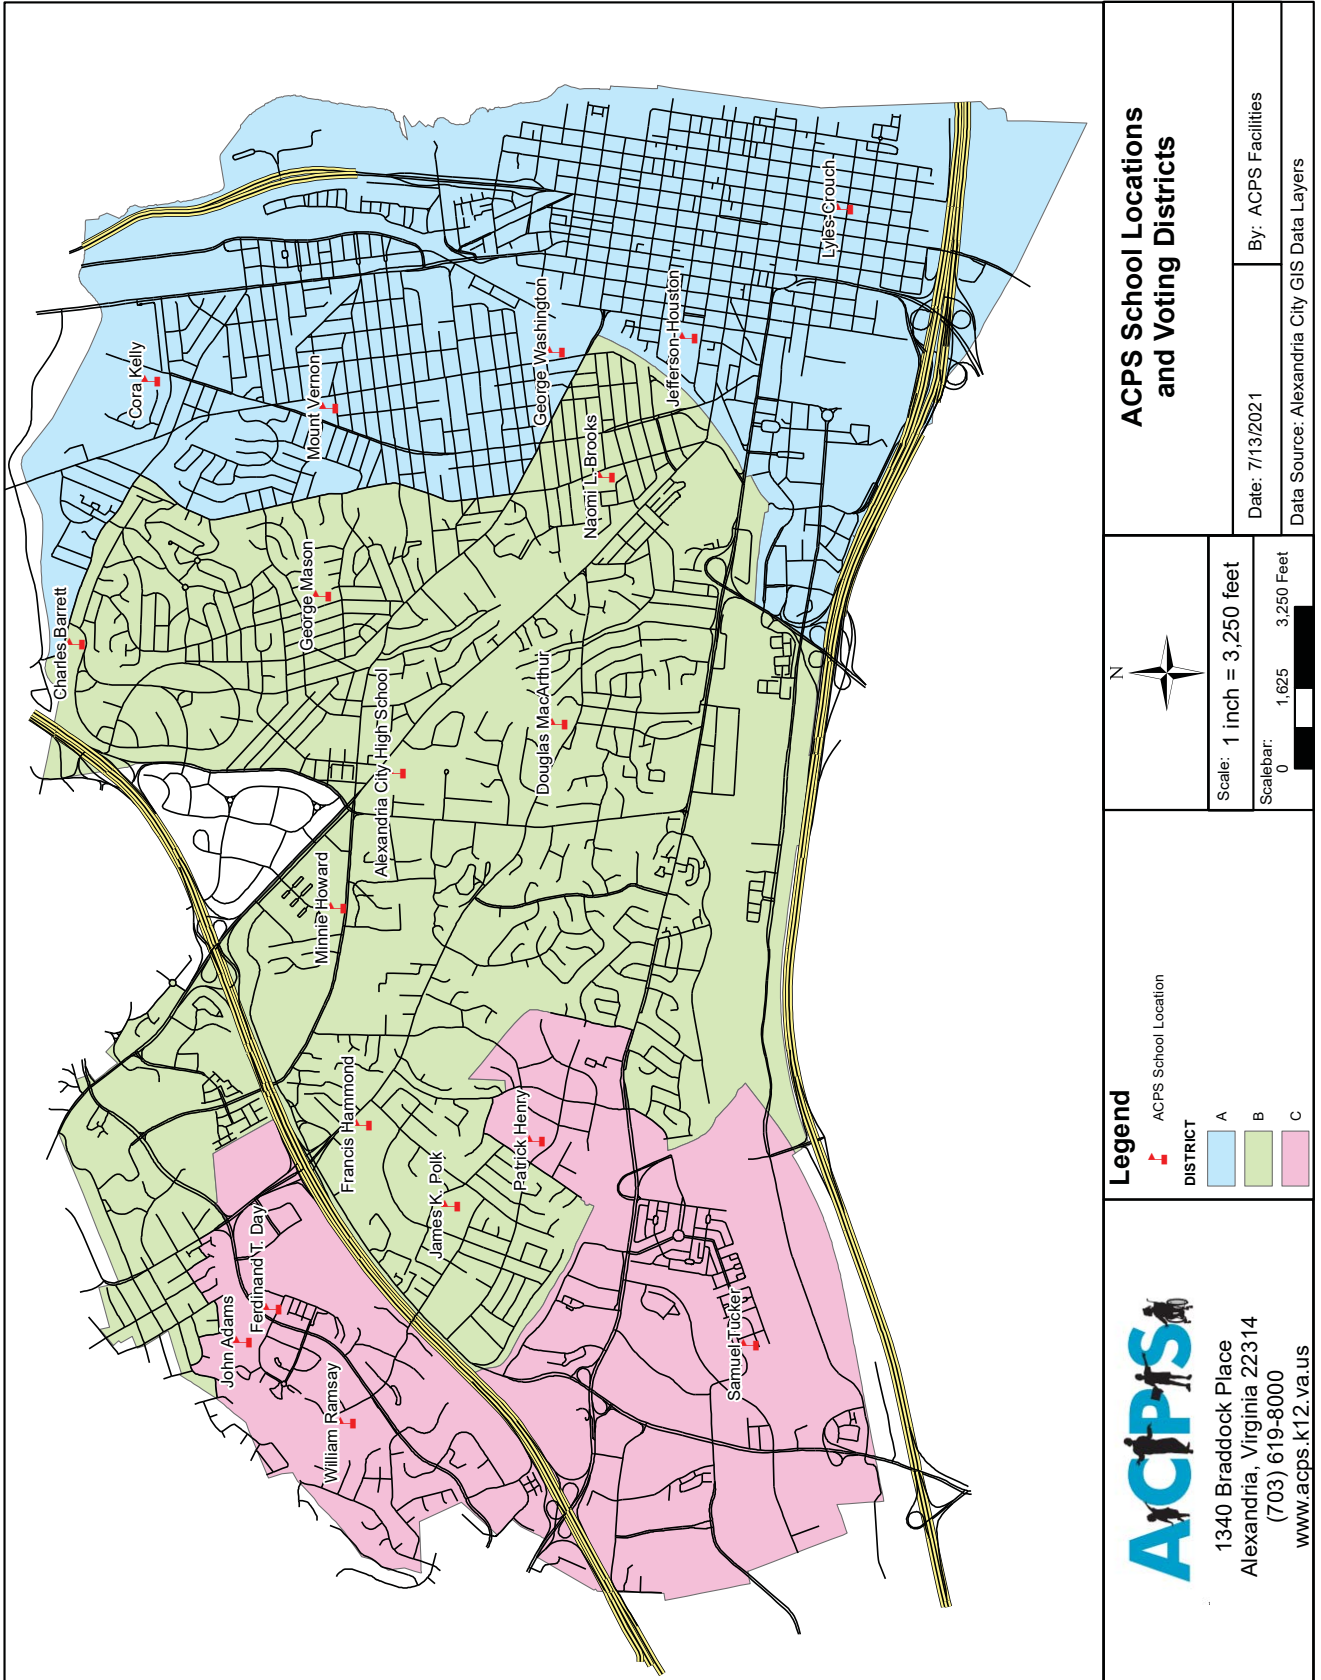 Charles Barrett
Cora Kelly
Mount Vernon
George Mason
George Washington
Naomi L. Brooks
Jefferson-Houston
Lyles-Crouch
Alexandria City High School
Douglas MacArthur
Minnie Howard
Francis Hammond
James K. Polk
Patrick Henry
John Adams
Ferdinand T. Day
William Ramsay
Samuel Tucker
ACPS
1340 Braddock Place
Alexandria, Virginia 22314
(703) 619-8000
www.acps.k12.va.us
Legend
ACPS School Location
DISTRICT
A
B
C
N
Scale: 1 inch = 3,250 feet
Scalebar:
0 1,625 3,250 Feet
ACPS School Locations
and Voting Districts
Date: 7/13/2021
By: ACPS Facilities
Data Source: Alexandria City GIS Data Layers